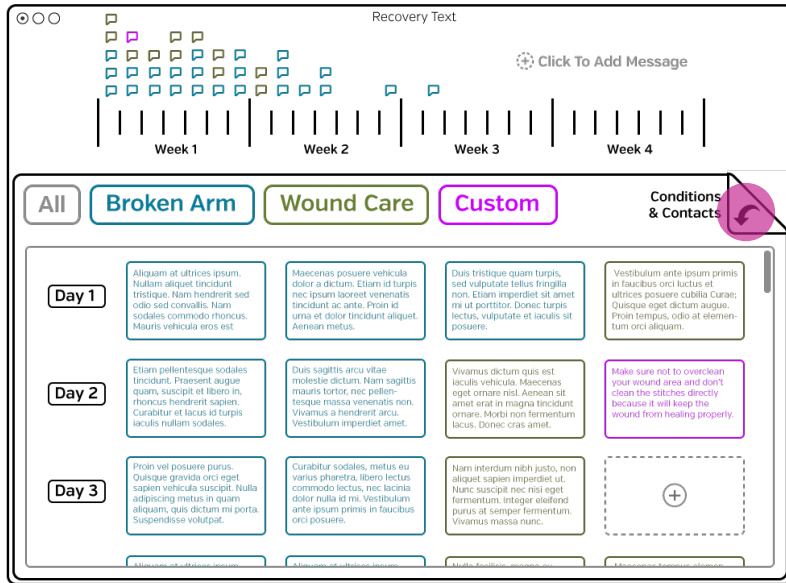 Recovery Text
Click To Add Message
Week 1
Week 2
Week 3
Week 4
All
Broken Arm
Wound Care
Custom
Conditions
& Contacts
Day 1
Aliquam at ultrices ipsum.
Nullam aliquet tincidunt
tristique. Nam hendrerit sed
odio sed convallis. Nam
sodales commodo rhoncus.
Mauris vehicula eros est
Maecenas posuere vehicula
dolor a dictum. Etiam id turpis
nec ipsum laoreet venenatis
tincidunt ac ante. Proin id
urna et dolor tincidunt aliquet.
Aenean metus.
Duis tristique quam turpis,
sed vulputate tellus fringilla
non. Etiam imperdiet sit amet
mi ut porttitor. Donec turpis
lectus, vulputate et iaculis sit
posuere.
Vestibulum ante ipsum primis
in faucibus orci luctus et
ultrices posuere cubilia Curae;
Quisque eget dictum augue.
Proin tempus, odio at elemen-
tum orci aliquam.
Day 2
Etiam pellentesque sodales
tincidunt. Praesent augue
quam, suscipit et libero in,
rhoncus hendrerit sapien.
Curabitur et lacus id turpis
iaculis nullam sodales.
Duis sagittis arcu vitae
molestie dictum. Nam sagittis
mauris tortor, nec pellen-
tesque massa venenatis non.
Vivamus a hendrerit arcu.
Vestibulum imperdiet amet.
Vivamus dictum quis est
iaculis vehicula. Maecenas
eget ornare nisl. Aenean sit
amet erat in magna tincidunt
ornare. Morbi non fermentum
lacus. Donec cras amet.
Make sure not to overclean
your wound area and don't
clean the stitches directly
because it will keep the
wound from healing properly.
Day 3
Proin vel posuere purus.
Quisque gravida orci eget
sapien vehicula suscipit. Nulla
adipiscing metus in quam
aliquam, quis dictum mi porta.
Suspendisse volutpat.
Curabitur sodales, metus eu
varius pharetra, libero lectus
commodo lectus, nec lacinia
dolor nulla id mi. Vestibulum
ante ipsum primis in faucibus
orci posuere.
Nam interdum nibh justo, non
aliquet sapien imperdiet ut.
Nunc suscipit nec nisi eget
fermentum. Integer eleifend
purus at semper fermentum.
Vivamus massa nunc.
Aliquam at ultrices ipsum
Aliquam at ultrices ipsum